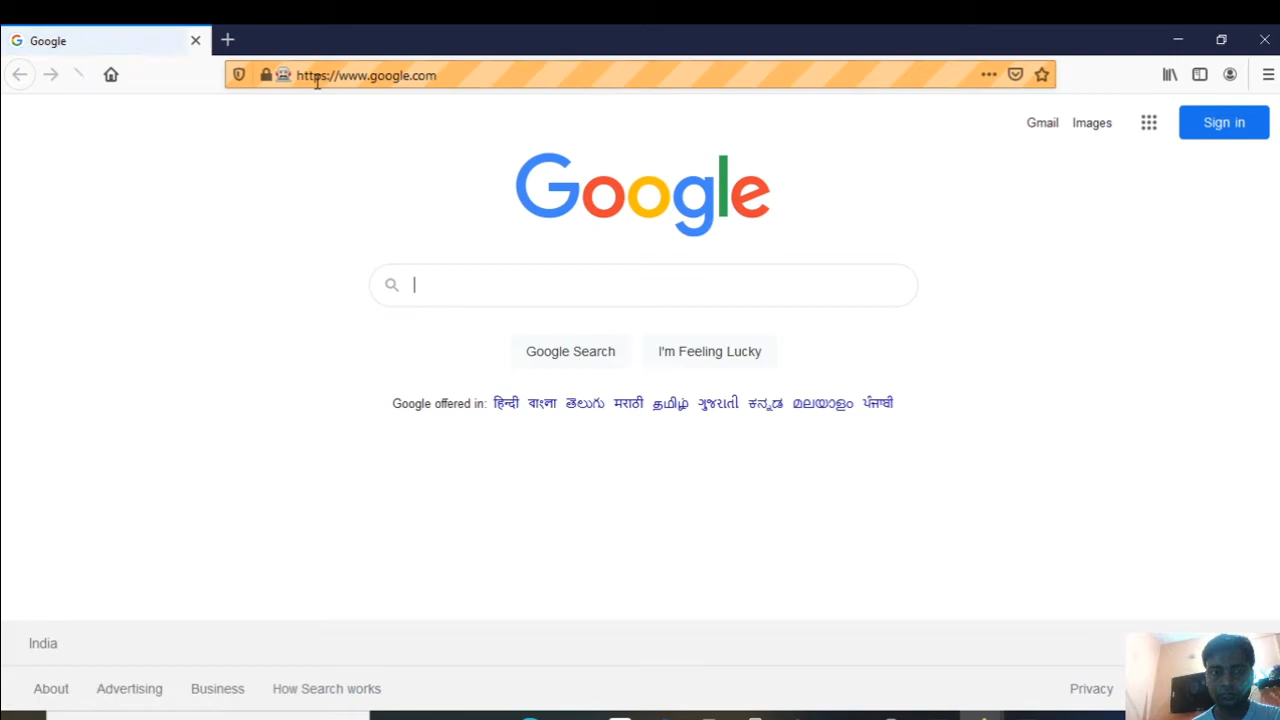 Google
https://www.google.com
Gmail Images Sign in
Google
Google Search I'm Feeling Lucky
Google offered in: हिन्दी বাংলা తెలుగు मराठी தமிழ் ગુજરાતી ಕನ್ನಡ മലയാളം ਪੰਜਾਬੀ
India
About Advertising Business How Search works Privacy